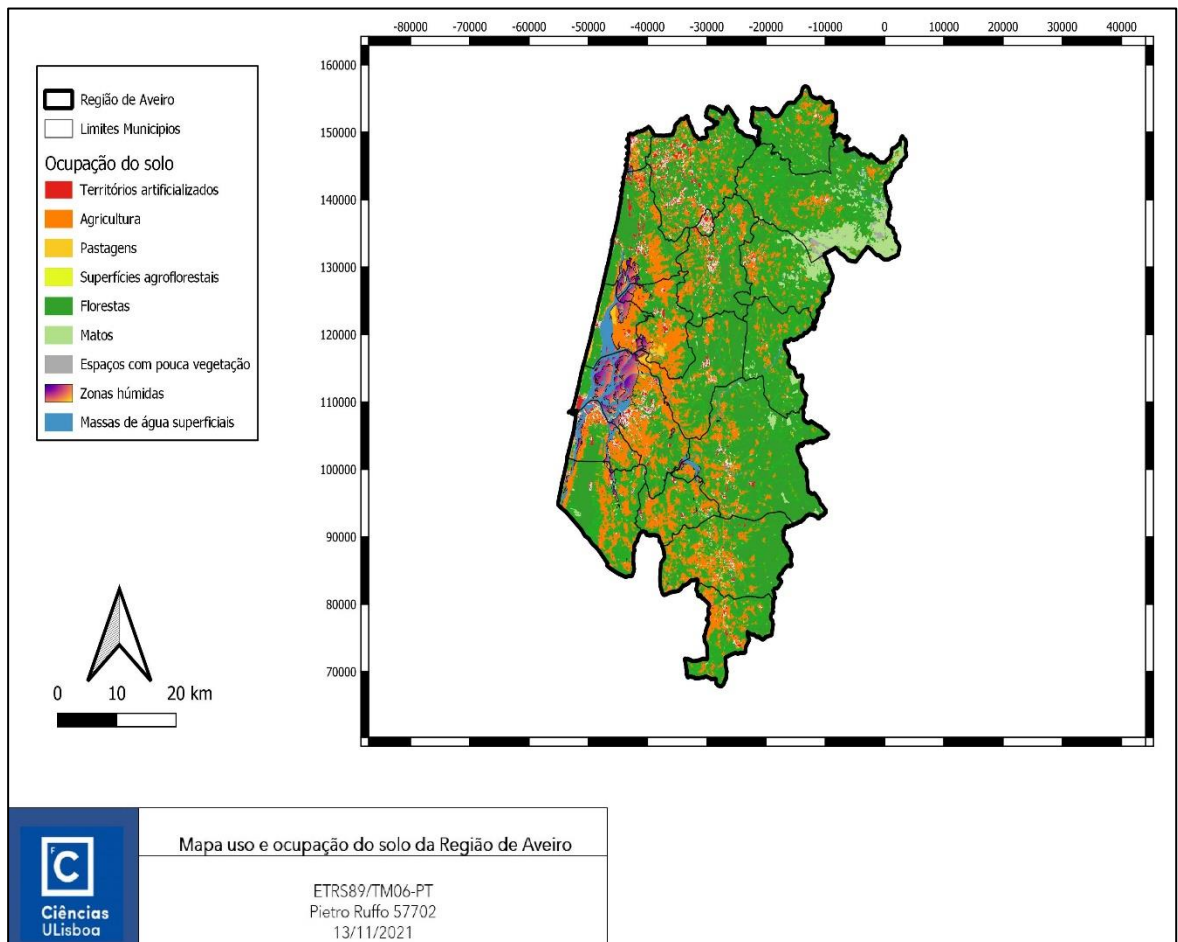 -80000 -70000 -60000 -50000 -40000 -30000 -20000 -10000 0 10000 20000 30000 40000
160000
150000
140000
130000
120000
110000
100000
90000
80000
70000
Região de Aveiro
Limites Municipios
Ocupação do solo
Territórios artificializados
Agricultura
Pastagens
Superfícies agroflorestais
Florestas
Matos
Espaços com pouca vegetação
Zonas húmidas
Massas de água superficiais
0 10 20 km
F
C
Ciências
ULisboa
Mapa uso e ocupação do solo da Região de Aveiro
ETRS89/TM06-PT
Pietro Ruffo 57702
13/11/2021